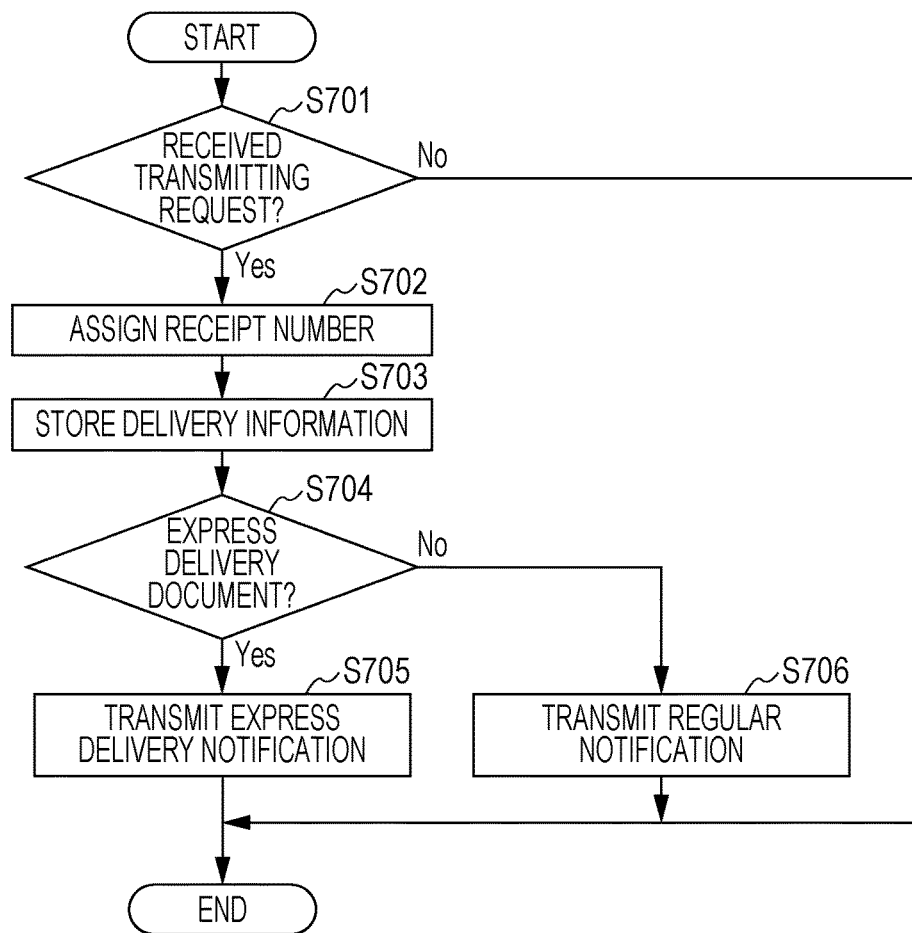 START
S701
RECEIVED
TRANSMITTING
REQUEST?
No
Yes
S702
ASSIGN RECEIPT NUMBER
S703
STORE DELIVERY INFORMATION
S704
EXPRESS
DELIVERY
DOCUMENT?
No
Yes
S705
TRANSMIT EXPRESS
DELIVERY NOTIFICATION
S706
TRANSMIT REGULAR
NOTIFICATION
END